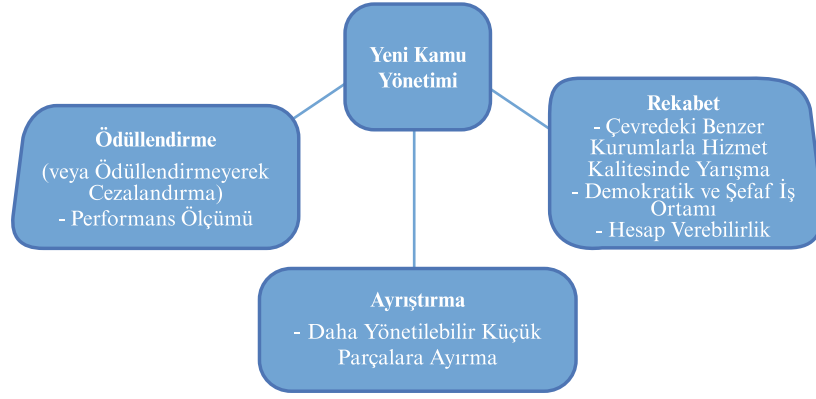 Yeni Kamu
Yönetimi
Ödüllendirme
(veya Ödüllendirmeyerek
Cezalandırma)
- Performans Ölçümü
Rekabet
- Çevredeki Benzer
Kurumlarla Hizmet
Kalitesinde Yarışma
- Demokratik ve Şefaf İş
Ortamı
- Hesap Verebilirlik
Ayrıştırma
- Daha Yönetilebilir Küçük
Parçalara Ayırma